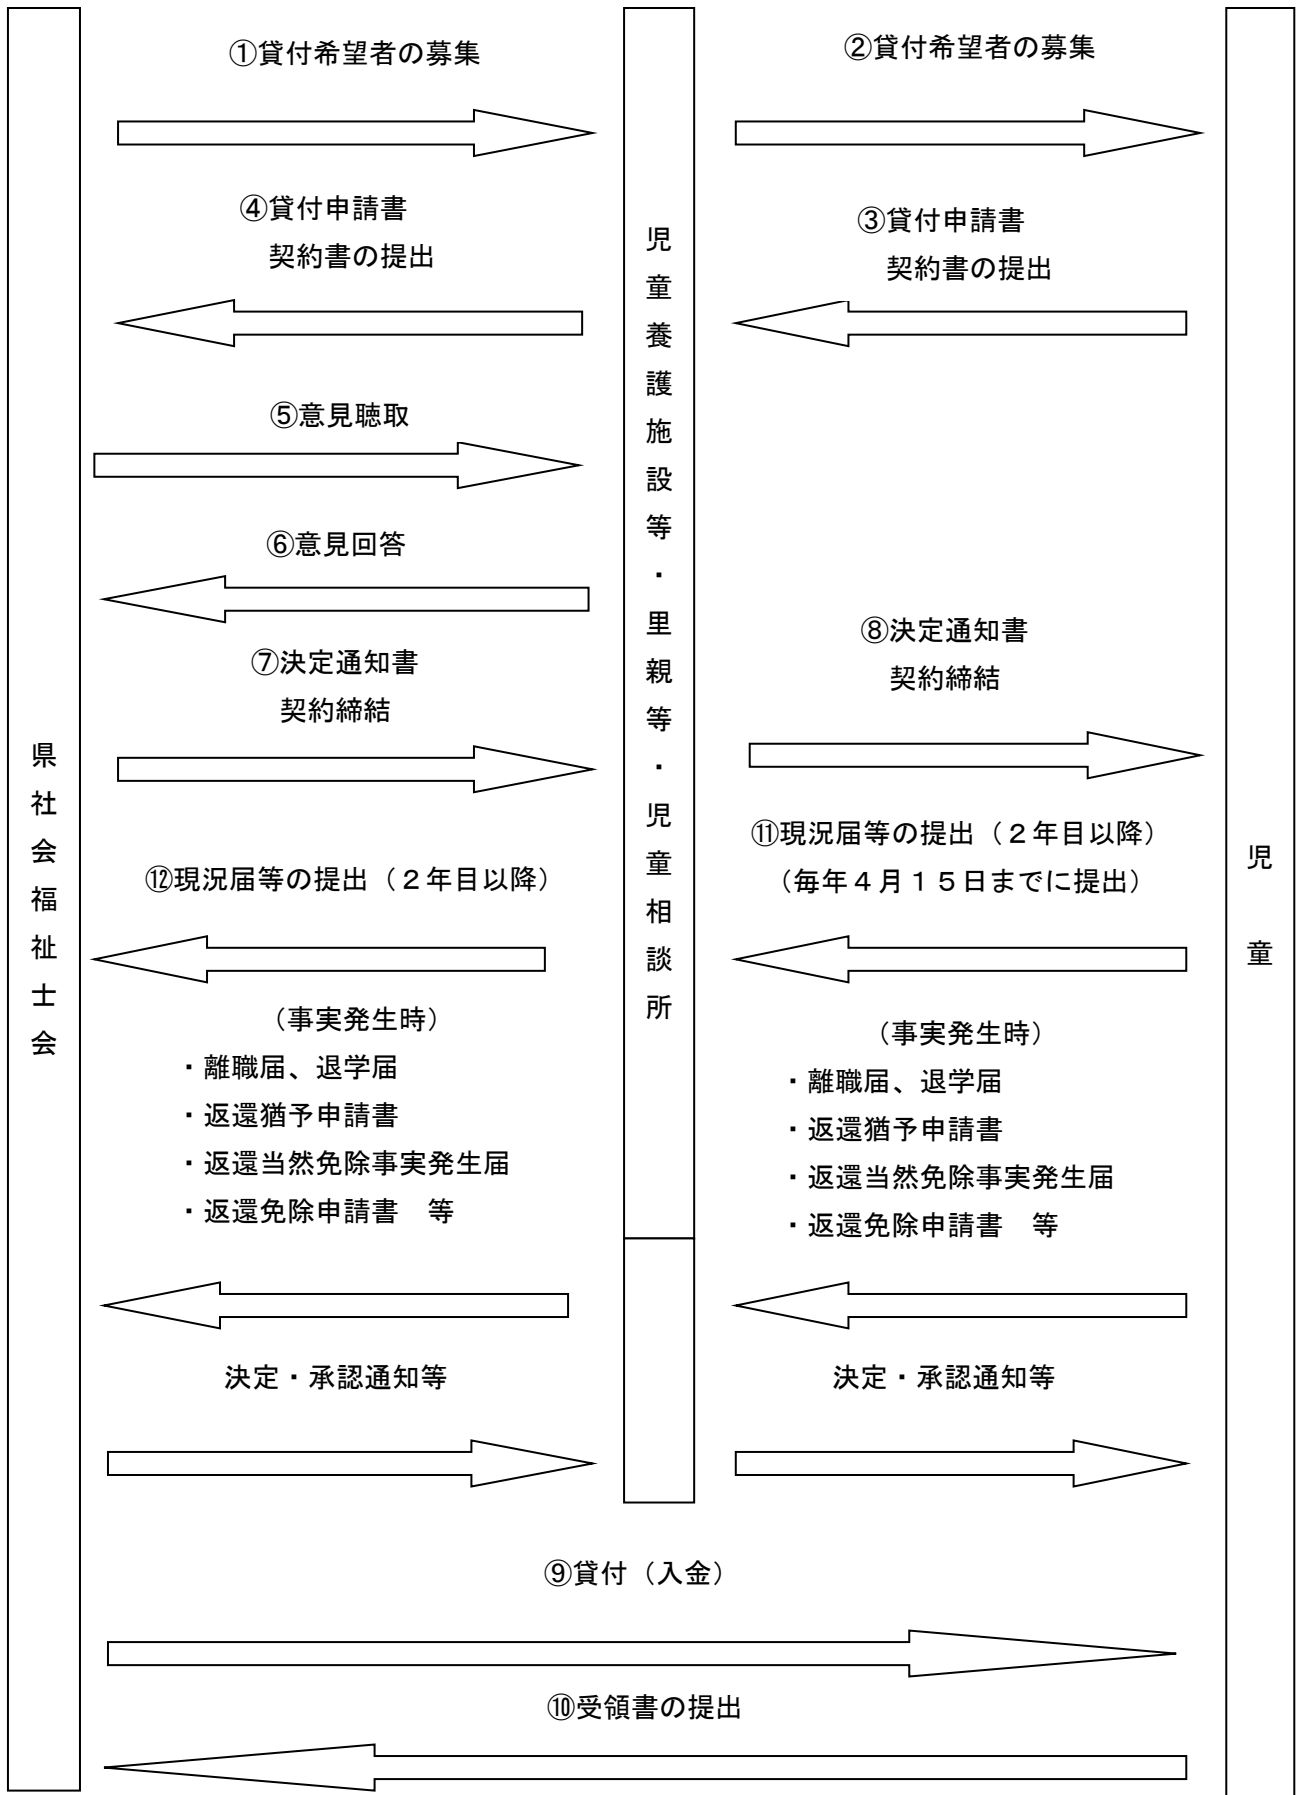 ①貸付希望者の募集
②貸付希望者の募集
④貸付申請書
契約書の提出
③貸付申請書
契約書の提出
⑤意見聴取
⑥意見回答
⑦決定通知書
契約締結
⑧決定通知書
契約締結
⑫現況届等の提出（２年目以降）
⑪現況届等の提出（２年目以降）
（毎年４月１５日までに提出）
（事実発生時）
・離職届、退学届
・返還猶予申請書
・返還当然免除事実発生届
・返還免除申請書　等
（事実発生時）
・離職届、退学届
・返還猶予申請書
・返還当然免除事実発生届
・返還免除申請書　等
決定・承認通知等
決定・承認通知等
⑨貸付（入金）
⑩受領書の提出
県社会福祉士会
児童養護施設等・里親等・児童相談所
児　童